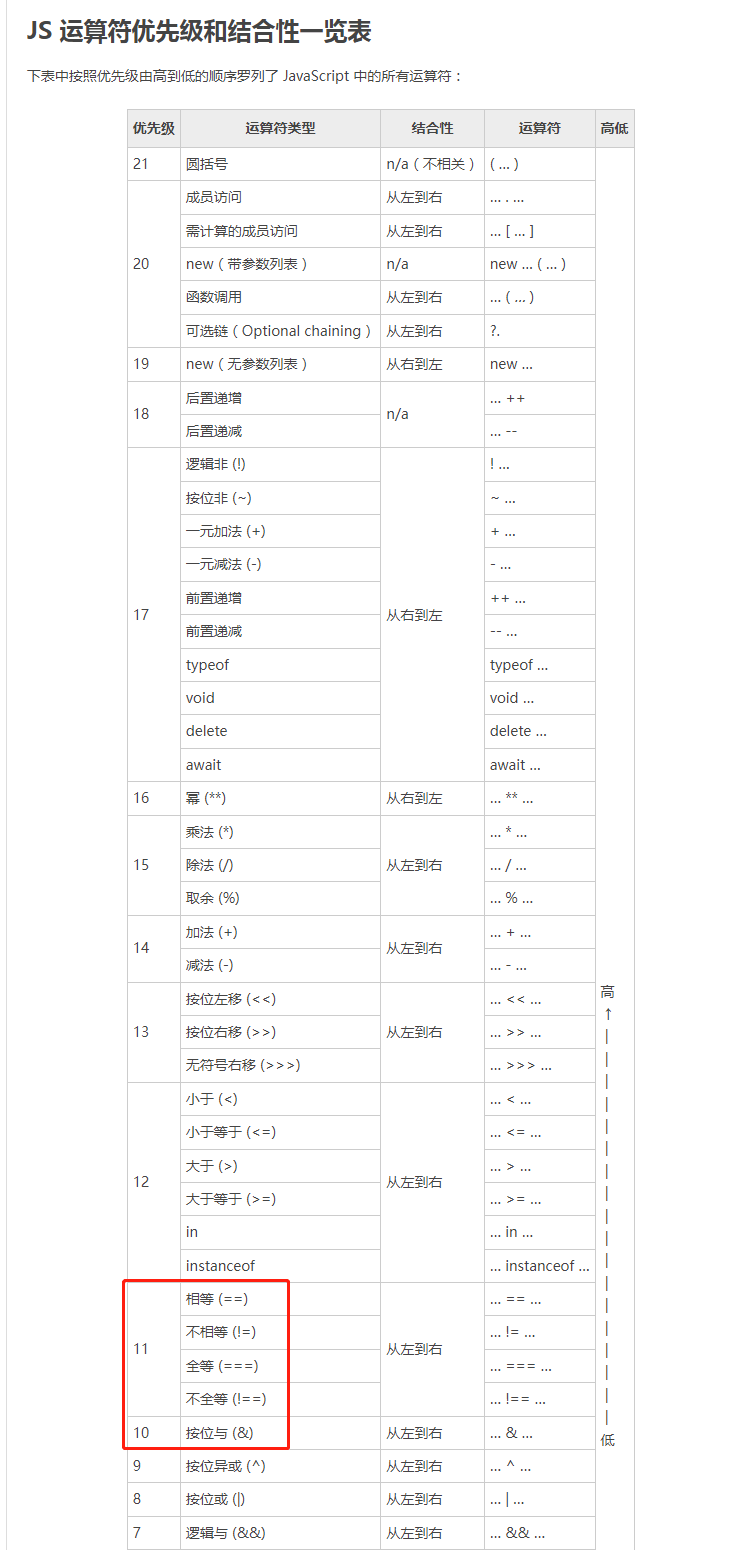 JS 运算符优先级和结合性一览表
下表中按照优先级由高到低的顺序罗列了 JavaScript 中的所有运算符：
优先级 运算符类型 结合性 运算符 高低
21 圆括号 n/a（不相关） ( ... )
20 成员访问 从左到右 ... . ...
需计算的成员访问 从左到右 ... [ ... ]
new（带参数列表） n/a new ... ( ... )
函数调用 从左到右 ... ( ... )
可选链（Optional chaining） 从左到右 ?.
19 new（无参数列表） 从右到左 new ...
18 后置递增 n/a ... ++
后置递减 ... --
17 逻辑非 (!) 从右到左 ! ...
按位非 (~) ~ ...
一元加法 (+) + ...
一元减法 (-) - ...
前置递增 ++ ...
前置递减 -- ...
typeof typeof ...
void void ...
delete delete ...
await await ...
16 幂 (**) 从右到左 ... ** ...
15 乘法 (*) 从左到右 ... * ...
除法 (/) ... / ...
取余 (%) ... % ...
14 加法 (+) 从左到右 ... + ...
减法 (-) ... - ...
13 按位左移 (<<) 从左到右 ... << ... 高
按位右移 (>>) ... >> ...
无符号右移 (>>>) ... >>> ...
12 小于 (<) 从左到右 ... < ...
小于等于 (<=) ... <= ...
大于 (>) ... > ...
大于等于 (>=) ... >= ...
in ... in ...
instanceof ... instanceof ...
11 相等 (==) 从左到右 ... == ...
不相等 (!=) ... != ...
全等 (===) ... === ...
不全等 (!==) ... !== ...
10 按位与 (&) 从左到右 ... & ... 低
9 按位异或 (^) 从左到右 ... ^ ...
8 按位或 (|) 从左到右 ... | ...
7 逻辑与 (&&) 从左到右 ... && ...